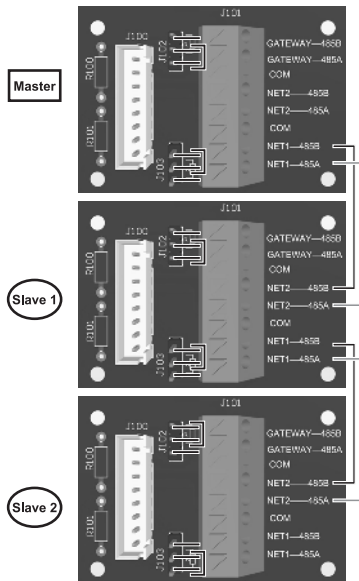 J101
J100
J102
GATEWAY—485B
GATEWAY—485A
COM
R100
NET2—485B
NET2—485A
Master
COM
R101
NET1—485B
NET1—485A
J103
J101
J100
J102
GATEWAY—485B
GATEWAY—485A
COM
R100
NET2—485B
Slave 1
NET2—485A
COM
R101
NET1—485B
NET1—485A
J103
J101
J100
J102
GATEWAY—485B
GATEWAY—485A
COM
R100
NET2—485B
Slave 2
NET2—485A
COM
R101
NET1—485B
NET1—485A
J103